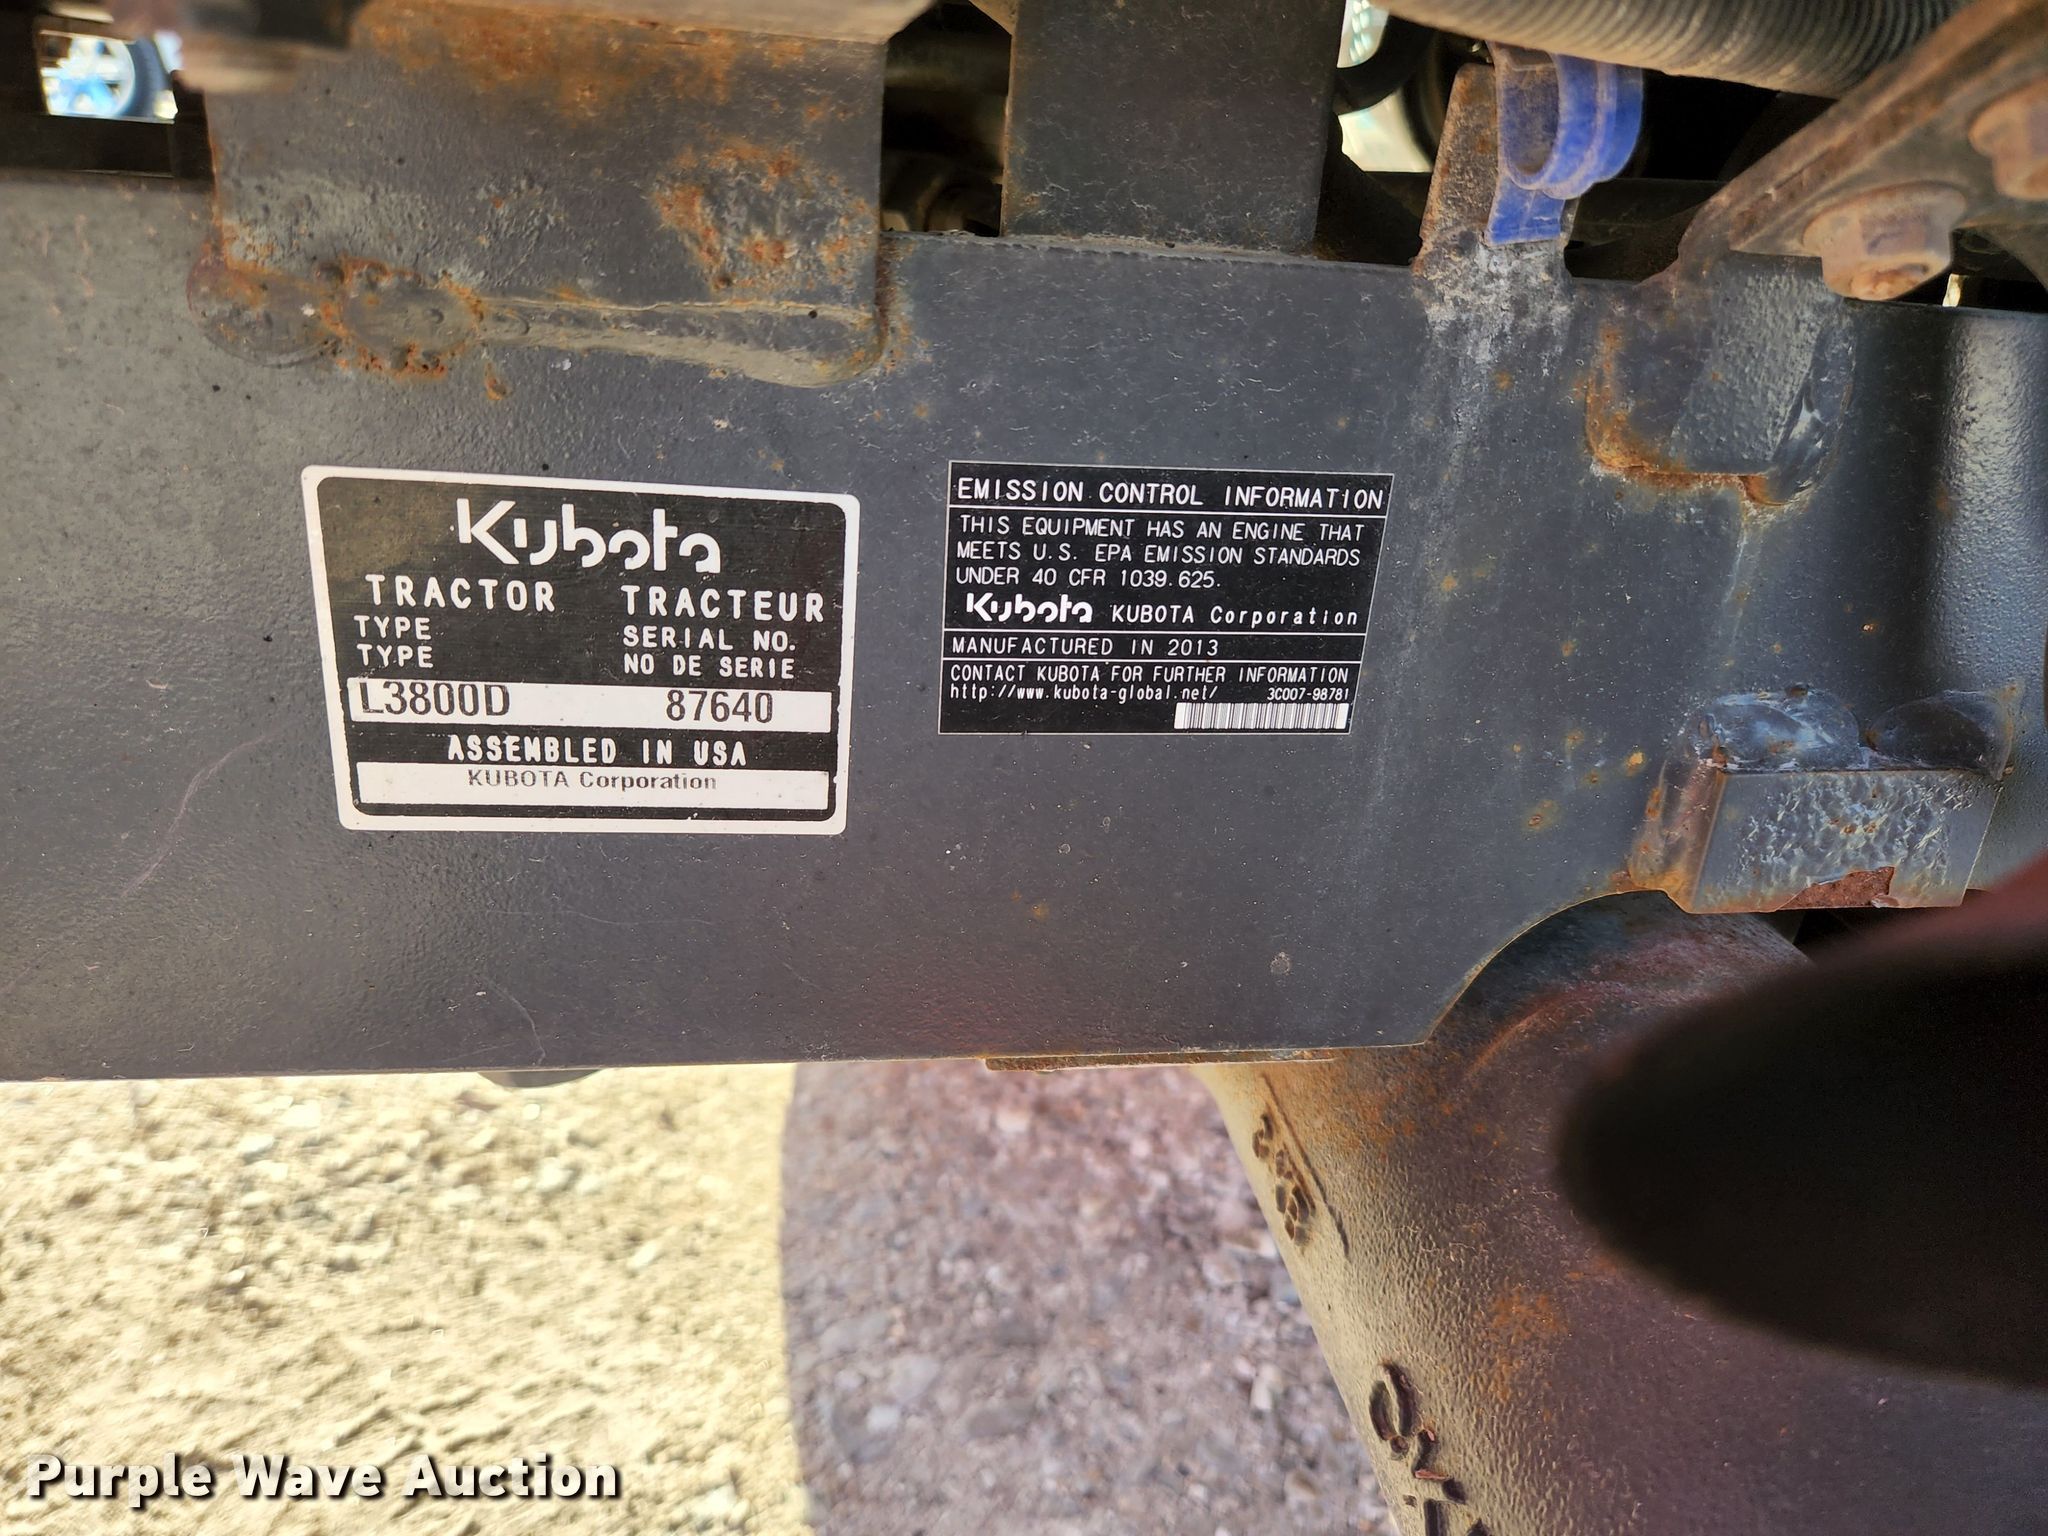 Kubota
TRACTOR TRACTEUR
TYPE SERIAL NO.
TYPE NO DE SERIE
L3800D 87640
ASSEMBLED IN USA
KUBOTA Corporation
EMISSION CONTROL INFORMATION
THIS EQUIPMENT HAS AN ENGINE THAT
MEETS U.S. EPA EMISSION STANDARDS
UNDER 40 CFR 1039.625.
Kubota KUBOTA Corporation
MANUFACTURED IN 2013
CONTACT KUBOTA FOR FURTHER INFORMATION
http://www.kubota-global.net/ 3C007-98781
Purple Wave Auction